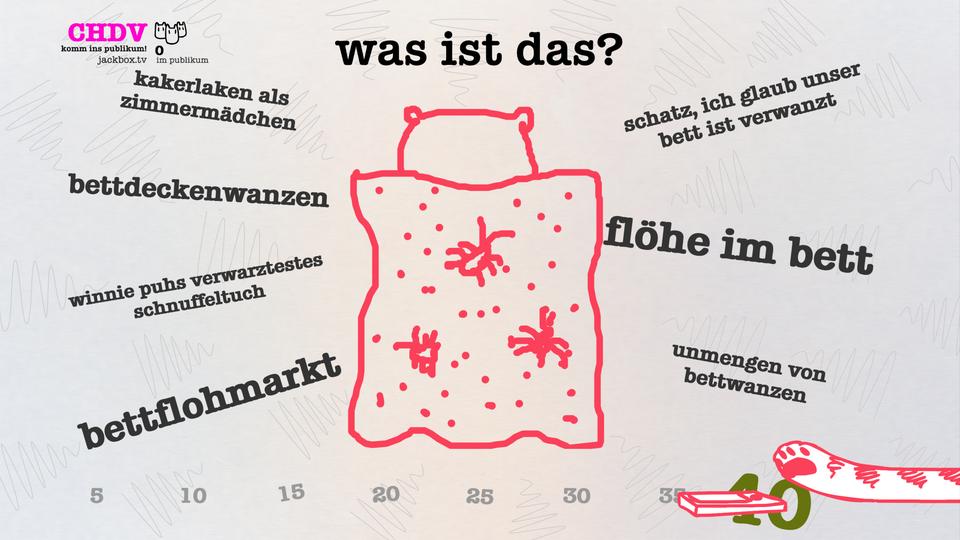 CHDV
komm ins publikum!
jackbox.tv
0
im publikum
was ist das?
kakerlaken als
zimmermädchen
schatz, ich glaub unser
bett ist verwanzt
bettdeckenwanzen
flöhe im bett
winnie puhs verwarztestes
schnuffeltuch
unmengen von
bettwanzen
bettflohmarkt
5 10 15 20 25 30 35 40